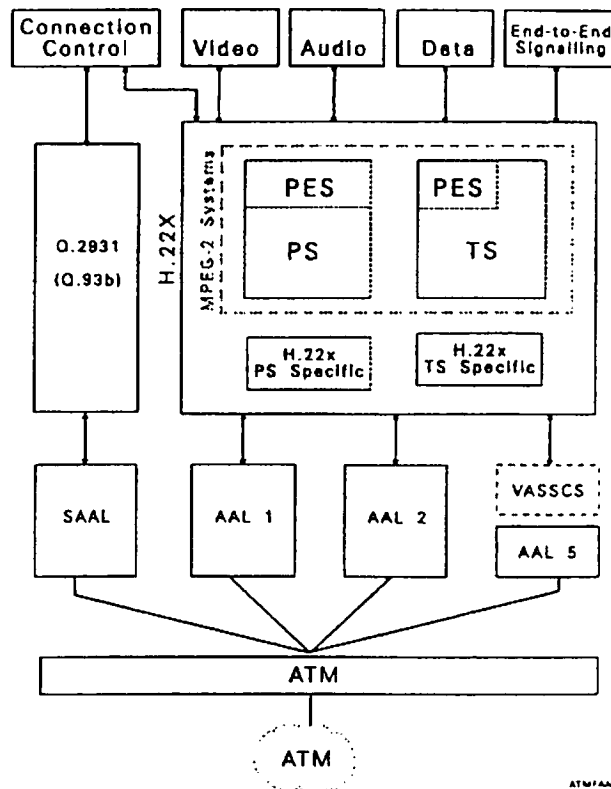 Connection
Control
Video
Audio
Data
End-to-End
Signalling
Q.2931
(Q.93b)
H.22X
MPEG-2 Systems
PES
PS
PES
TS
H.22x
PS Specific
H.22x
TS Specific
SAAL
AAL 1
AAL 2
VASSCS
AAL 5
ATM
ATM